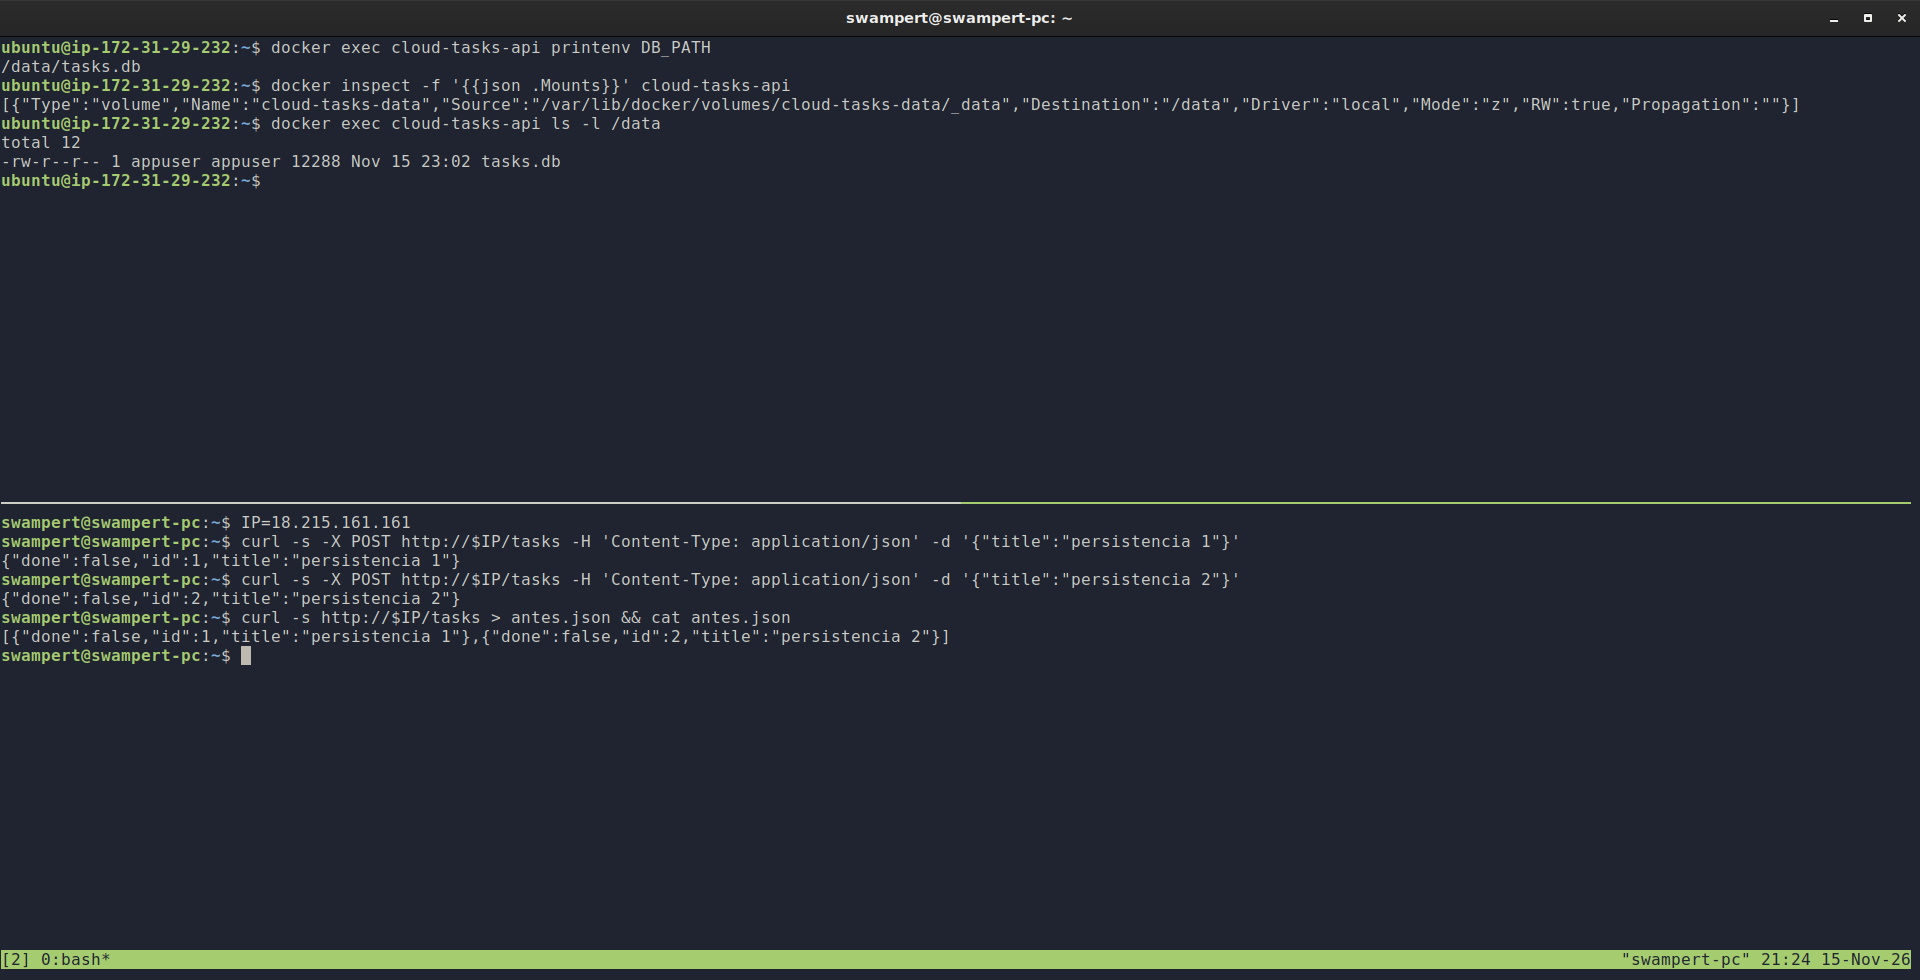 swampert@swampert-pc: ~
ubuntu@ip-172-31-29-232:~$ docker exec cloud-tasks-api printenv DB_PATH
/data/tasks.db
ubuntu@ip-172-31-29-232:~$ docker inspect -f '{{json .Mounts}}' cloud-tasks-api
[{"Type":"volume","Name":"cloud-tasks-data","Source":"/var/lib/docker/volumes/cloud-tasks-data/_data","Destination":"/data","Driver":"local","Mode":"z","RW":true,"Propagation":""}]
ubuntu@ip-172-31-29-232:~$ docker exec cloud-tasks-api ls -l /data
total 12
-rw-r--r-- 1 appuser appuser 12288 Nov 15 23:02 tasks.db
ubuntu@ip-172-31-29-232:~$
swampert@swampert-pc:~$ IP=18.215.161.161
swampert@swampert-pc:~$ curl -s -X POST http://$IP/tasks -H 'Content-Type: application/json' -d '{"title":"persistencia 1"}'
{"done":false,"id":1,"title":"persistencia 1"}
swampert@swampert-pc:~$ curl -s -X POST http://$IP/tasks -H 'Content-Type: application/json' -d '{"title":"persistencia 2"}'
{"done":false,"id":2,"title":"persistencia 2"}
swampert@swampert-pc:~$ curl -s http://$IP/tasks > antes.json && cat antes.json
[{"done":false,"id":1,"title":"persistencia 1"},{"done":false,"id":2,"title":"persistencia 2"}]
swampert@swampert-pc:~$
[2] 0:bash* "swampert-pc" 21:24 15-Nov-26